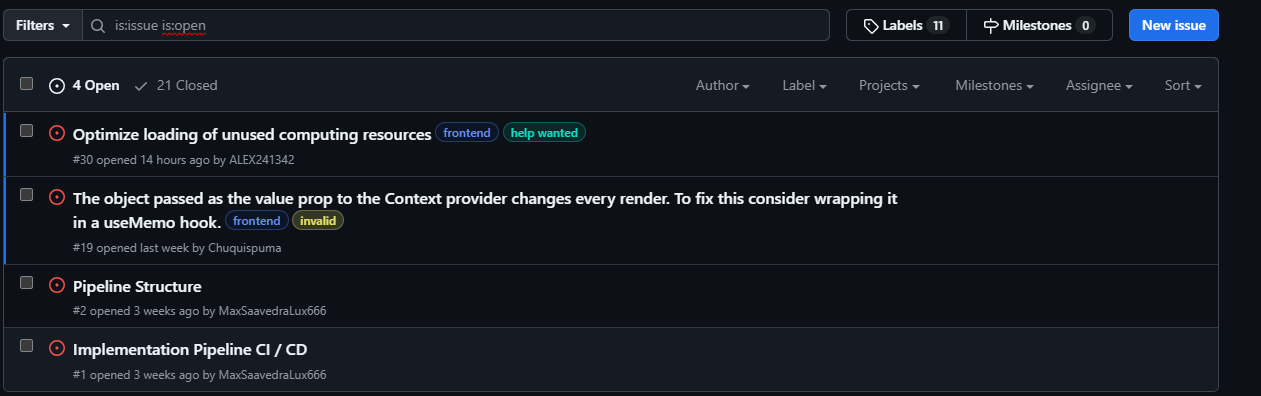 Filters
is:issue is:open
Labels 11
Milestones 0
New issue
4 Open
21 Closed
Author
Label
Projects
Milestones
Assignee
Sort
Optimize loading of unused computing resources frontend help wanted
#30 opened 14 hours ago by ALEX241342
The object passed as the value prop to the Context provider changes every render. To fix this consider wrapping it
in a useMemo hook. frontend invalid
#19 opened last week by Chuquispuma
Pipeline Structure
#2 opened 3 weeks ago by MaxSaavedraLux666
Implementation Pipeline CI / CD
#1 opened 3 weeks ago by MaxSaavedraLux666